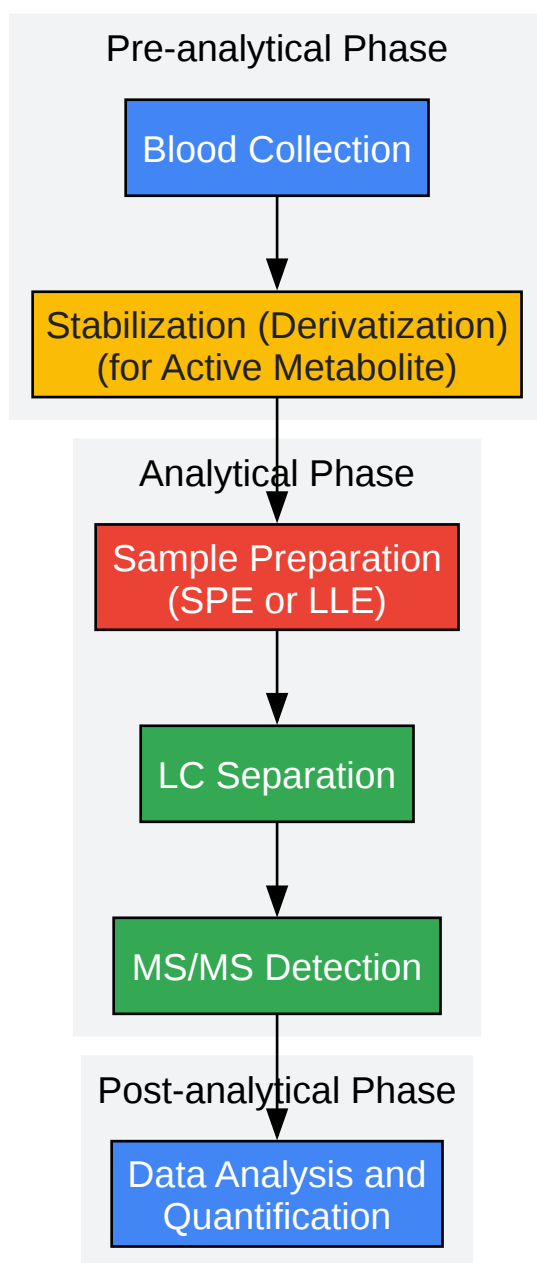 Pre-analytical Phase
Blood Collection
Stabilization (Derivatization)
(for Active Metabolite)
Analytical Phase
Sample Preparation
(SPE or LLE)
LC Separation
MS/MS Detection
Post-analytical Phase
Data Analysis and
Quantification